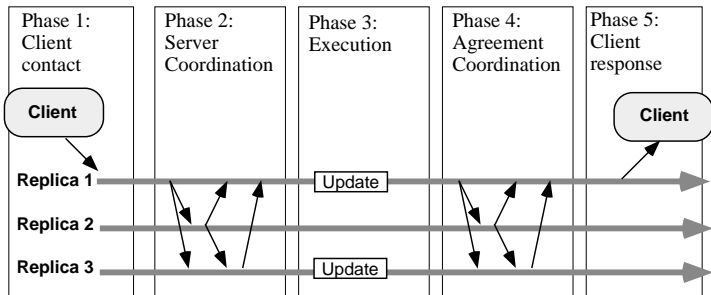 Phase 1:
Client
contact
Phase 2:
Server
Coordination
Phase 3:
Execution
Phase 4:
Agreement
Coordination
Phase 5:
Client
response
Client
Client
Replica 1
Update
Replica 2
Replica 3
Update